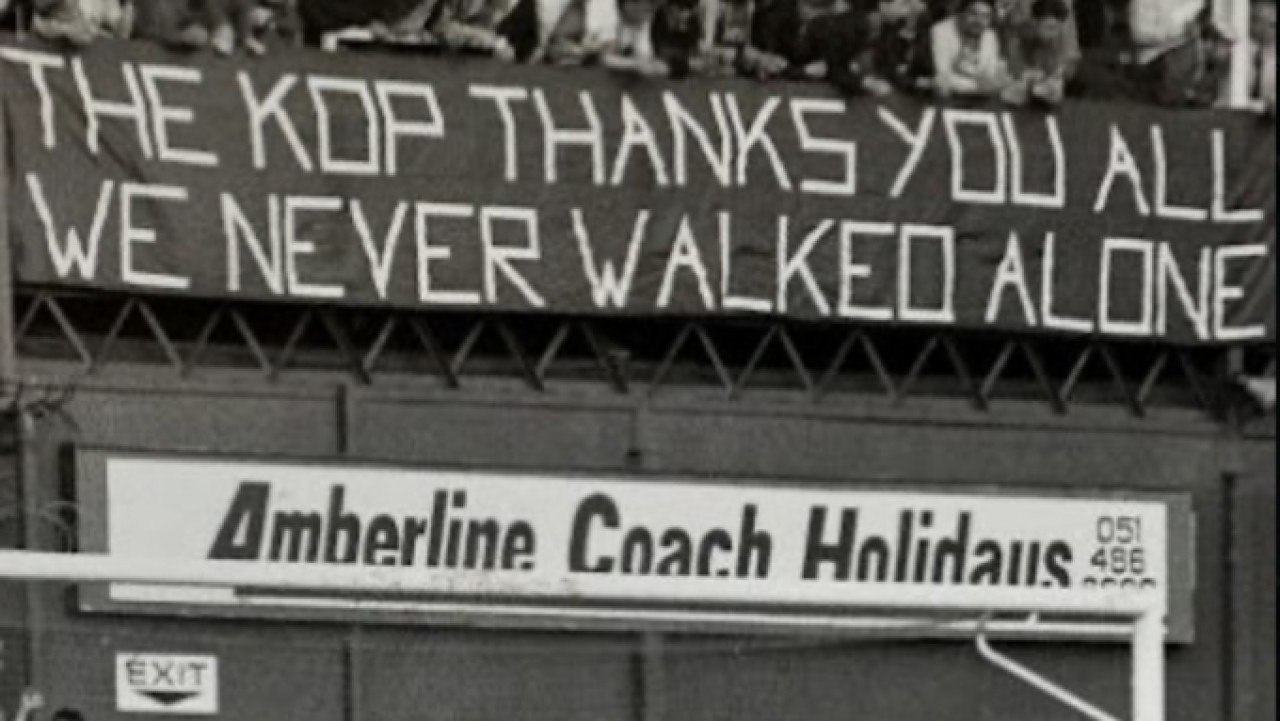 THE KOP THANKS YOU ALL
WE NEVER WALKED ALONE
Amberline Coach Holidays
051
486
EXIT